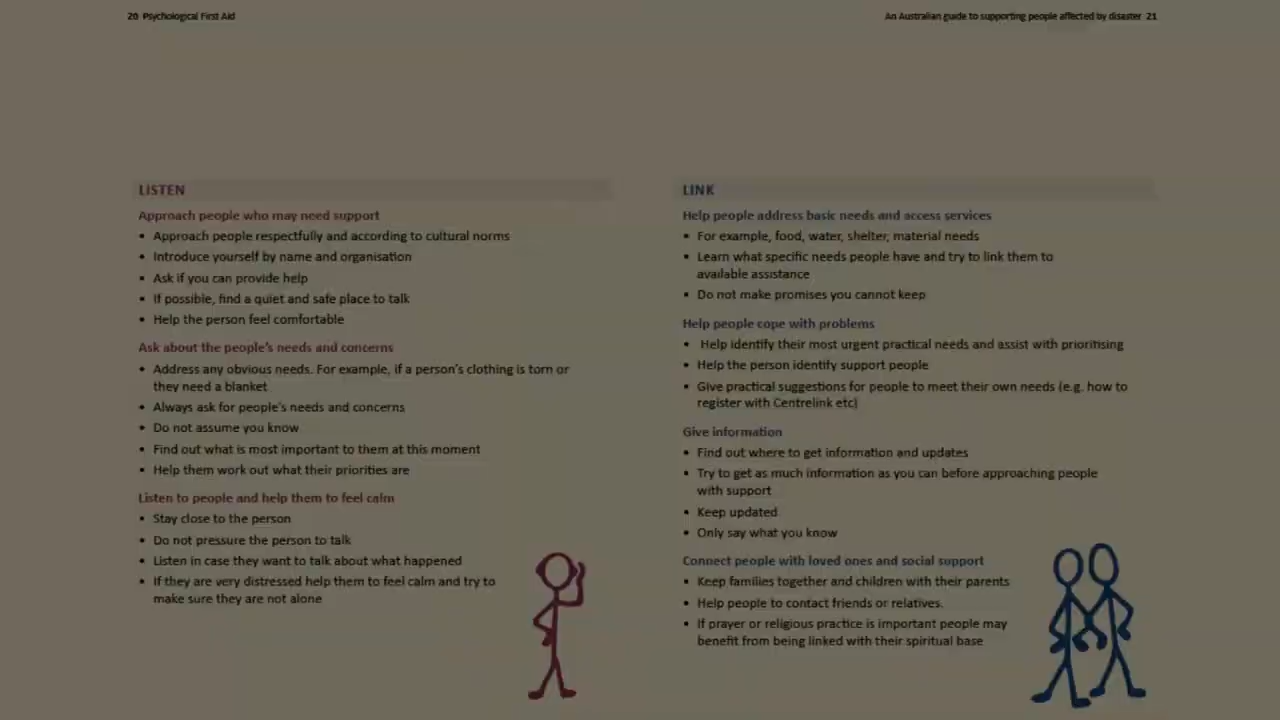 20 Psychological First Aid
An Australian guide to supporting people affected by disaster 21
LISTEN
Approach people who may need support
• Approach people respectfully and according to cultural norms
• Introduce yourself by name and organisation
• Ask if you can provide help
• If possible, find a quiet and safe place to talk
• Help the person feel comfortable
Ask about the people's needs and concerns
• Address any obvious needs. For example, if a person's clothing is torn or
they need a blanket
• Always ask for people's needs and concerns
• Do not assume you know
• Find out what is most important to them at this moment
• Help them work out what their priorities are
Listen to people and help them to feel calm
• Stay close to the person
• Do not pressure the person to talk
• Listen in case they want to talk about what happened
• If they are very distressed help them to feel calm and try to
make sure they are not alone
LINK
Help people address basic needs and access services
• For example, food, water, shelter, material needs
• Learn what specific needs people have and try to link them to
available assistance
• Do not make promises you cannot keep
Help people cope with problems
• Help identify their most urgent practical needs and assist with prioritising
• Help the person identify support people
• Give practical suggestions for people to meet their own needs (e.g. how to
register with Centrelink etc)
Give information
• Find out where to get information and updates
• Try to get as much information as you can before approaching people
with support
• Keep updated
• Only say what you know
Connect people with loved ones and social support
• Keep families together and children with their parents
• Help people to contact friends or relatives.
• If prayer or religious practice is important people may
benefit from being linked with their spiritual base